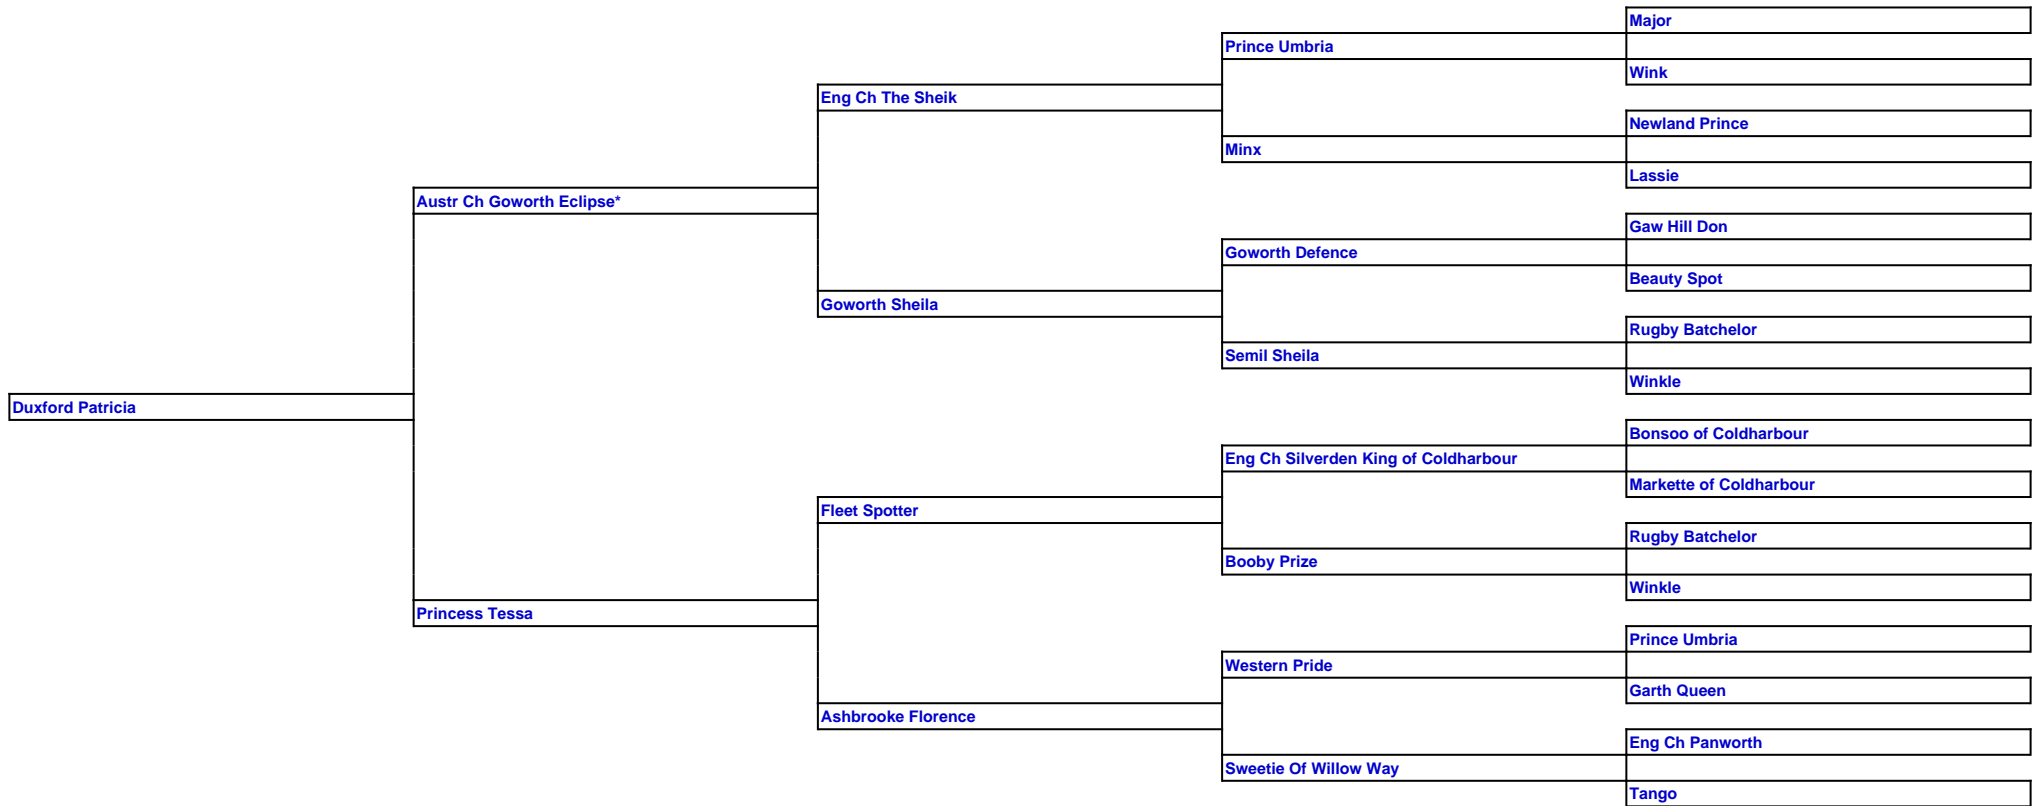 Major
Prince Umbria
Wink
Eng Ch The Sheik
Newland Prince
Minx
Lassie
Austr Ch Goworth Eclipse*
Gaw Hill Don
Goworth Defence
Beauty Spot
Goworth Sheila
Rugby Batchelor
Semil Sheila
Winkle
Duxford Patricia
Bonsoo of Coldharbour
Eng Ch Silverden King of Coldharbour
Markette of Coldharbour
Fleet Spotter
Rugby Batchelor
Booby Prize
Winkle
Princess Tessa
Prince Umbria
Western Pride
Garth Queen
Ashbrooke Florence
Eng Ch Panworth
Sweetie Of Willow Way
Tango